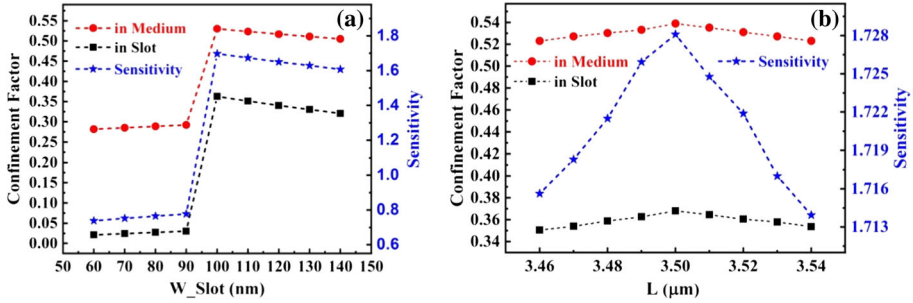 (a)
in Medium
in Slot
Sensitivity
Confinement Factor
0.55
0.50
0.45
0.40
0.35
0.30
0.25
0.20
0.15
0.10
0.05
0.00
50 60 70 80 90 100 110 120 130 140 150
W_Slot (nm)
1.8
1.6
1.4
1.2
1.0
0.8
0.6
Sensitivity
(b)
in Medium
in Slot
Sensitivity
Confinement Factor
0.54
0.52
0.50
0.48
0.46
0.44
0.42
0.40
0.38
0.36
0.34
3.46 3.48 3.50 3.52 3.54
L (μm)
1.728
1.725
1.722
1.719
1.716
1.713
Sensitivity